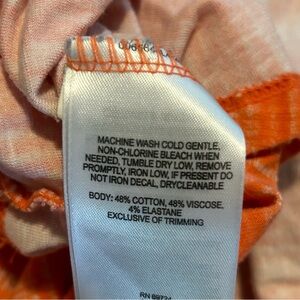 MACHINE WASH COLD GENTLE,
NON-CHLORINE BLEACH WHEN
NEEDED, TUMBLE DRY LOW, REMOVE
PROMPTLY, IRON LOW, IF PRESENT DO
NOT IRON DECAL, DRYCLEANABLE
BODY: 48% COTTON, 48% VISCOSE,
4% ELASTANE
EXCLUSIVE OF TRIMMING